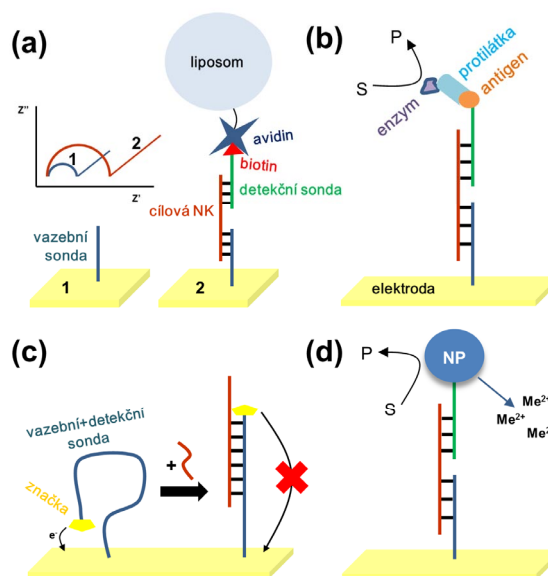 (a)
liposom
Z''
2
1
Z'
avidin
biotin
detekční sonda
cílová NK
vazební
sonda
1
2
(b)
P
S
enzym
protilátka
antigen
elektroda
(c)
vazební+detekční
sonda
značka
e-
+
(d)
P
S
NP
Me2+
Me2+
Me2